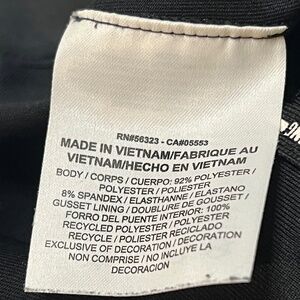 RN#56323 - CA#05553
MADE IN VIETNAM/FABRIQUE AU
VIETNAM/HECHO EN VIETNAM
BODY / CORPS / CUERPO: 92% POLYESTER /
POLYESTER / POLIESTER
8% SPANDEX / ELASTHANNE / ELASTANO
GUSSET LINING / DOUBLURE DE GOUSSET /
FORRO DEL PUENTE INTERIOR: 100%
RECYCLED POLYESTER / POLYESTER
RECYCLE / POLIESTER RECICLADO
EXCLUSIVE OF DECORATION / DECORATION
NON COMPRISE / NO INCLUYE LA
DECORACION